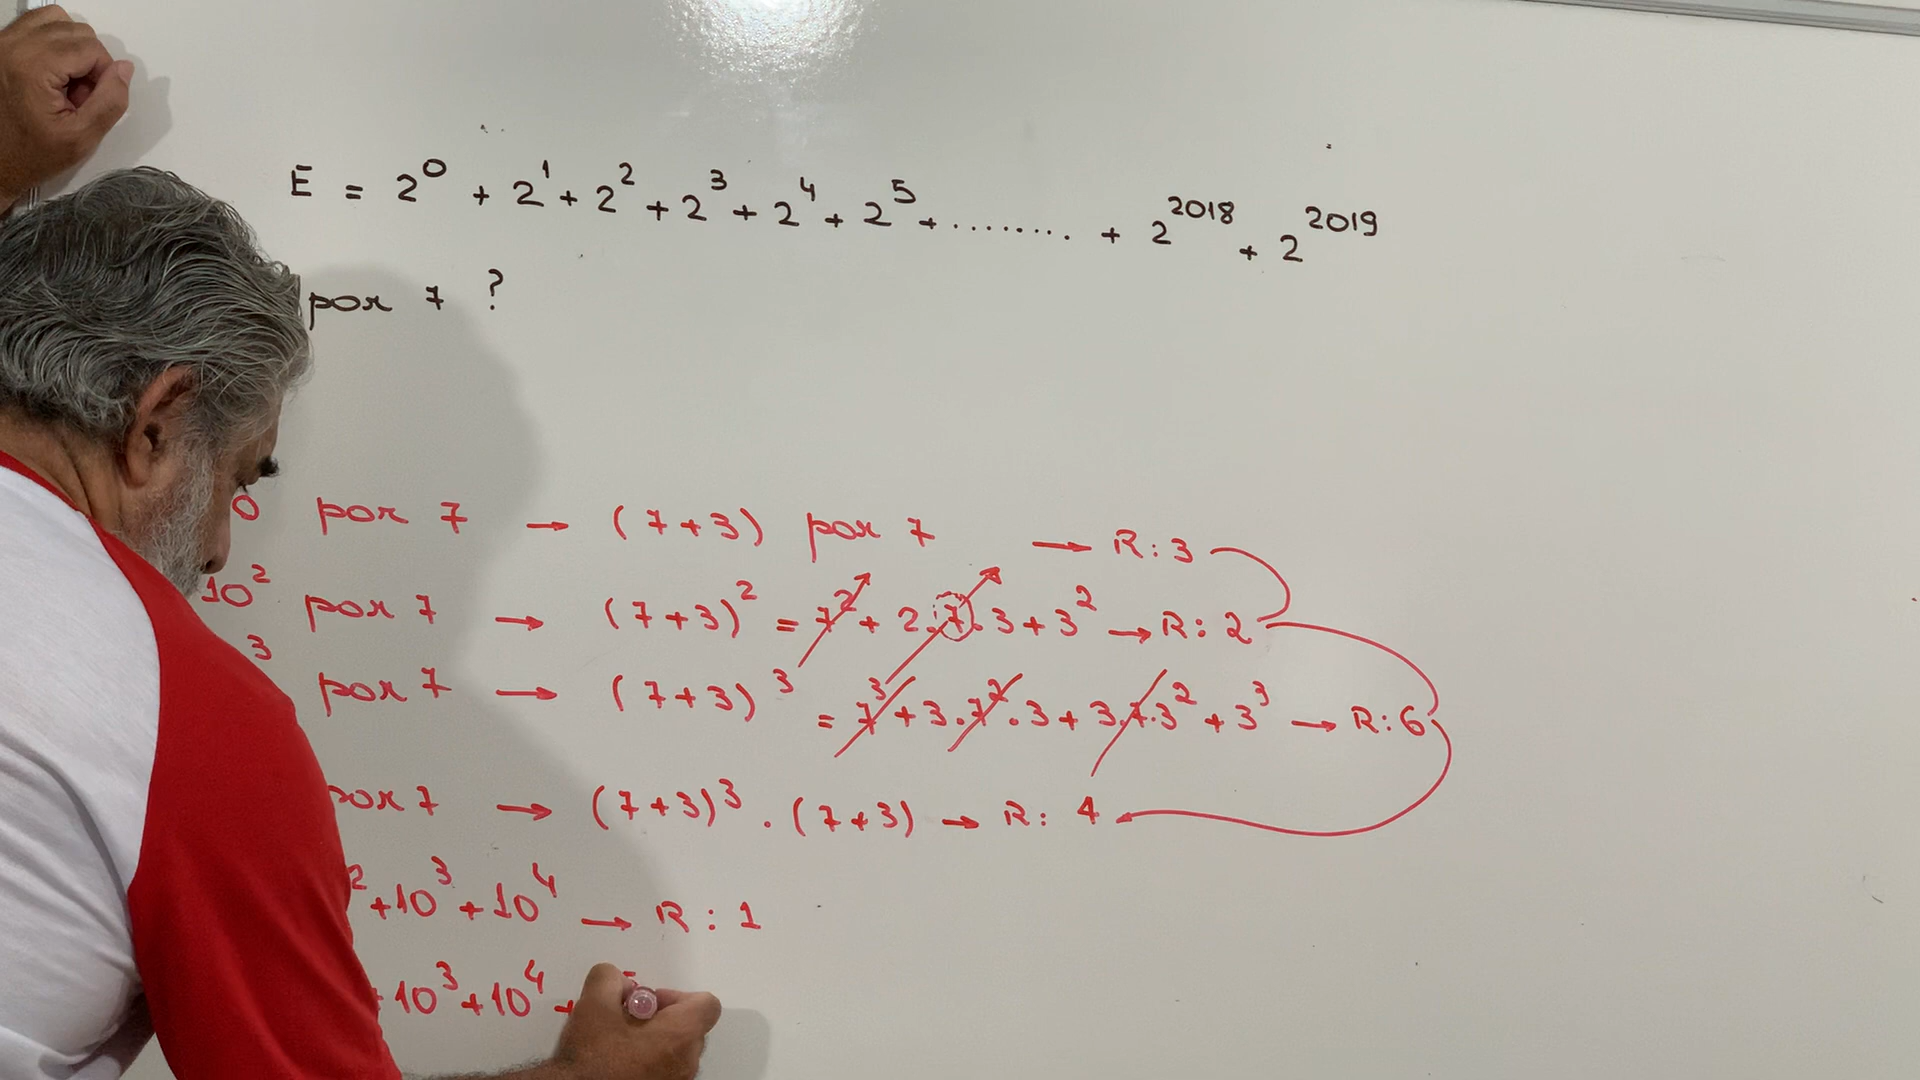 E = 2⁰ + 2¹ + 2² + 2³ + 2⁴ + 2⁵ + ........ + 2²⁰¹⁸ + 2²⁰¹⁹
por 7 ?
0 por 7 → (7+3) por 7 → R: 3
10² por 7 → (7+3)² = 7² + 2.7.3 + 3² → R: 2
³ por 7 → (7+3)³ = 7³ + 3.7².3 + 3.7.3² + 3³ → R: 6
por 7 → (7+3)³ . (7+3) → R: 4
² + 10³ + 10⁴ → R : 1
+ 10³ + 10⁴ +